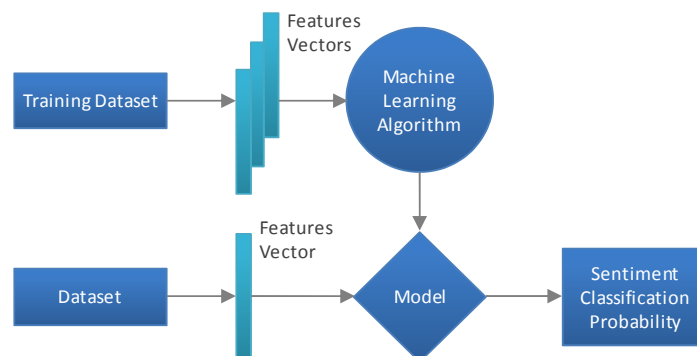 Features
Vectors
Training Dataset
Machine
Learning
Algorithm
Features
Vector
Dataset
Model
Sentiment
Classification
Probability